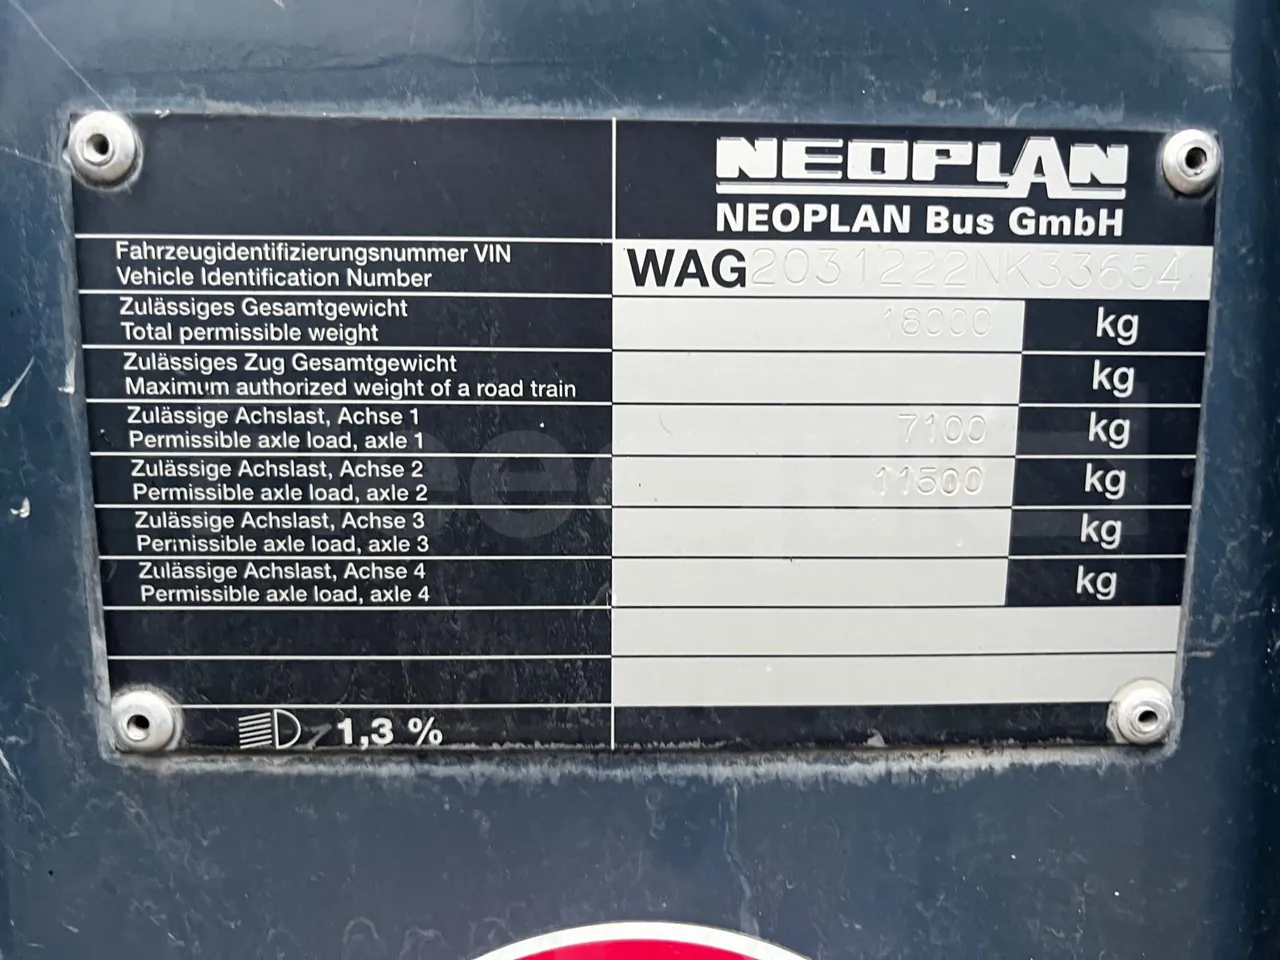 NEOPLAN
NEOPLAN Bus GmbH
Fahrzeugidentifizierungsnummer VIN
Vehicle Identification Number
WAG2031222NK33654
Zulässiges Gesamtgewicht
Total permissible weight
18000 kg
Zulässiges Zug Gesamtgewicht
Maximum authorized weight of a road train
kg
Zulässige Achslast, Achse 1
Permissible axle load, axle 1
7100 kg
Zulässige Achslast, Achse 2
Permissible axle load, axle 2
11500 kg
Zulässige Achslast, Achse 3
Permissible axle load, axle 3
kg
Zulässige Achslast, Achse 4
Permissible axle load, axle 4
kg
1,3 %